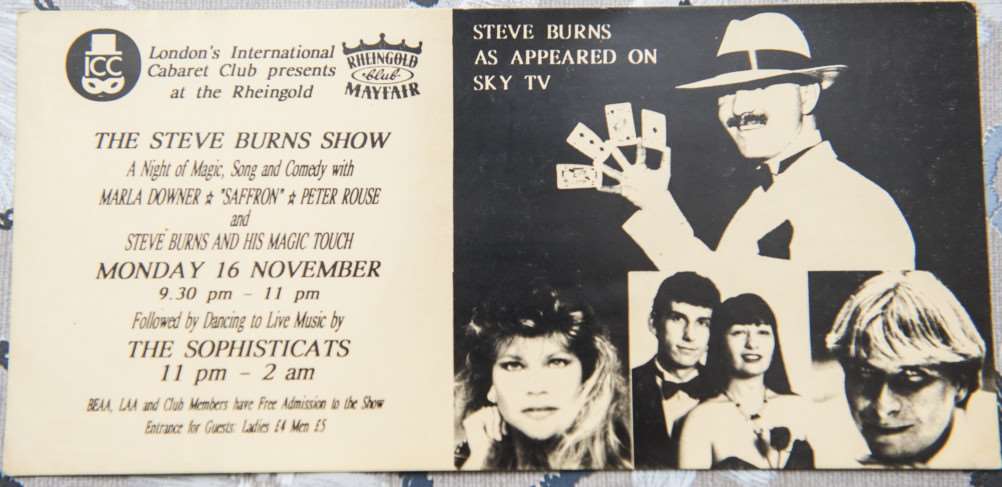 ICC
London's International
Cabaret Club presents
at the Rheingold
RHEINGOLD
Club
MAYFAIR
THE STEVE BURNS SHOW
A Night of Magic, Song and Comedy with
MARLA DOWNER ☆ "SAFFRON" ☆ PETER ROUSE
and
STEVE BURNS AND HIS MAGIC TOUCH
MONDAY 16 NOVEMBER
9.30 pm - 11 pm
Followed by Dancing to Live Music by
THE SOPHISTICATS
11 pm - 2 am
BEAA, LAA and Club Members have Free Admission to the Show
Entrance for Guests: Ladies £4 Men £5
STEVE BURNS
AS APPEARED ON
SKY TV